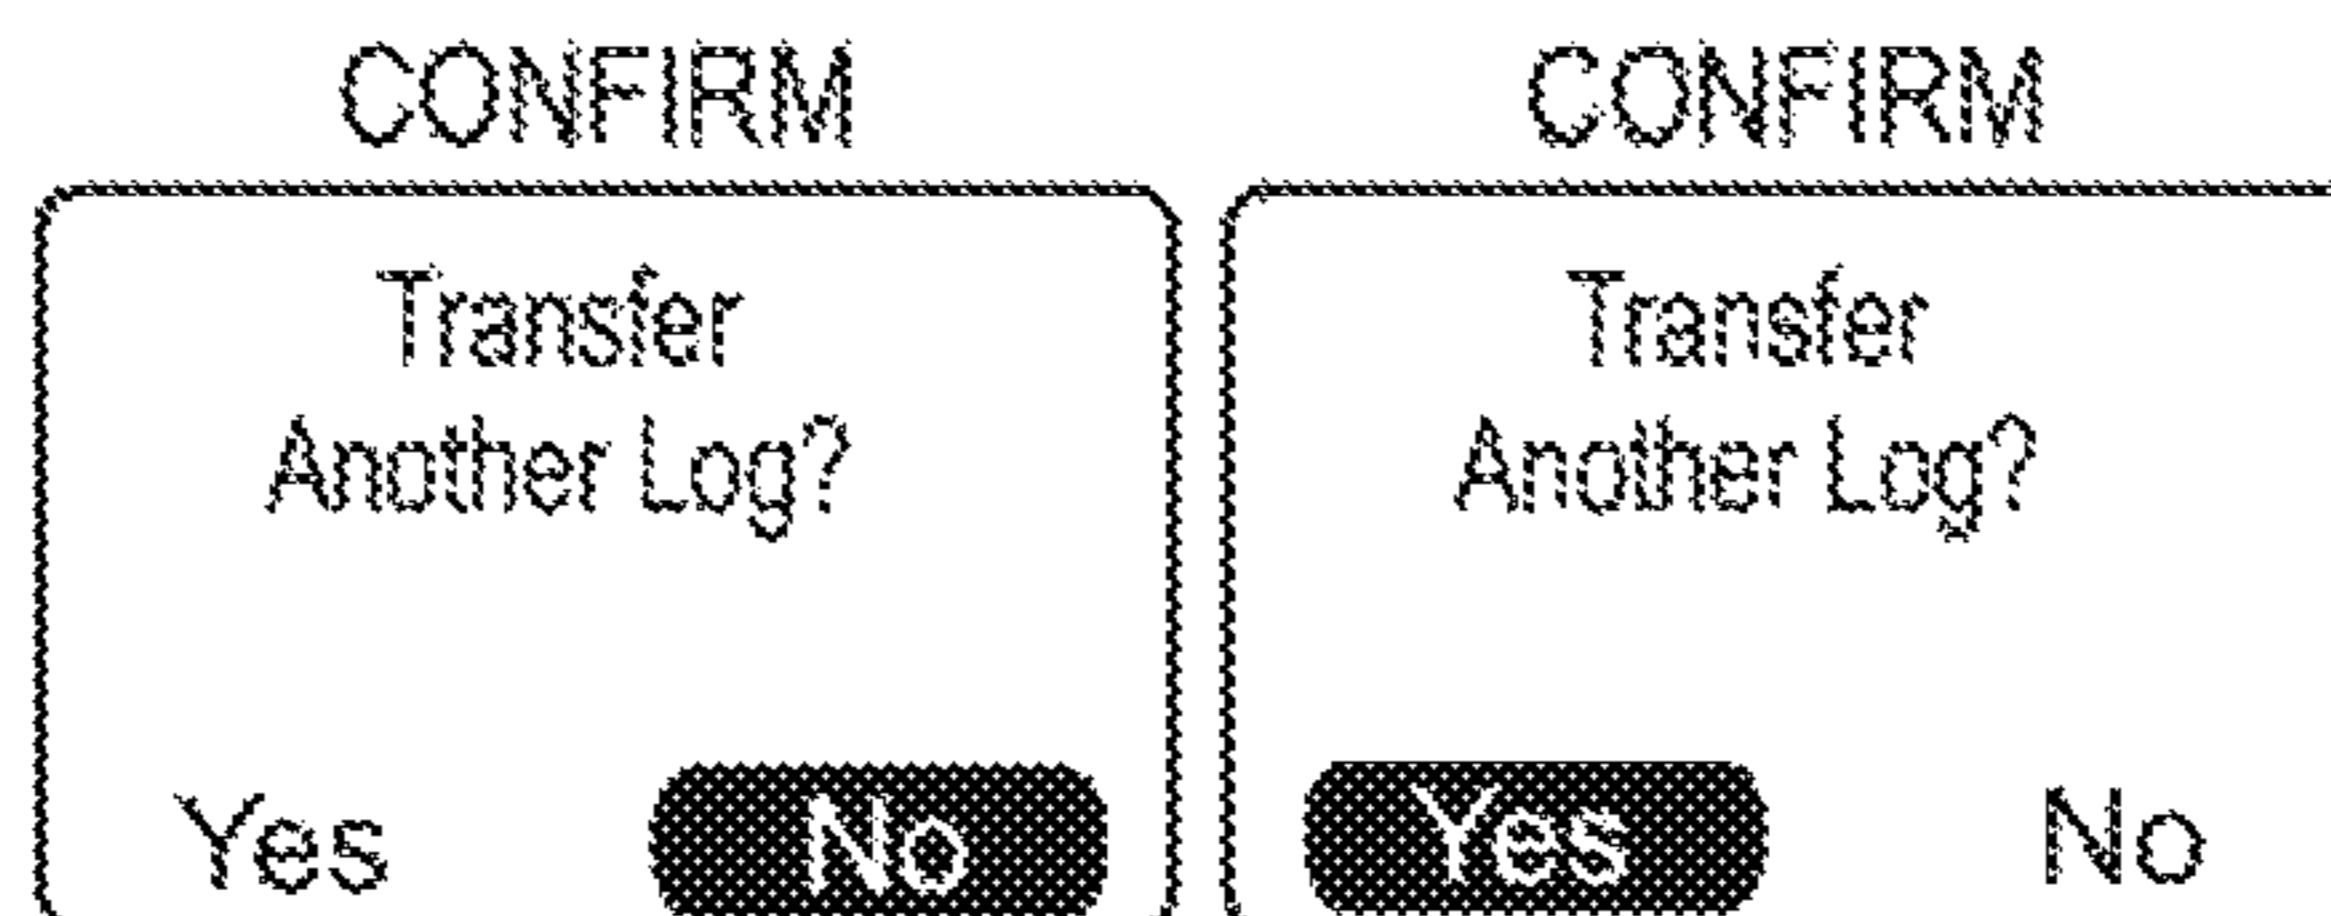 CONFIRM
Transfer
Another Log?
Yes No
CONFIRM
Transfer
Another Log?
Yes No